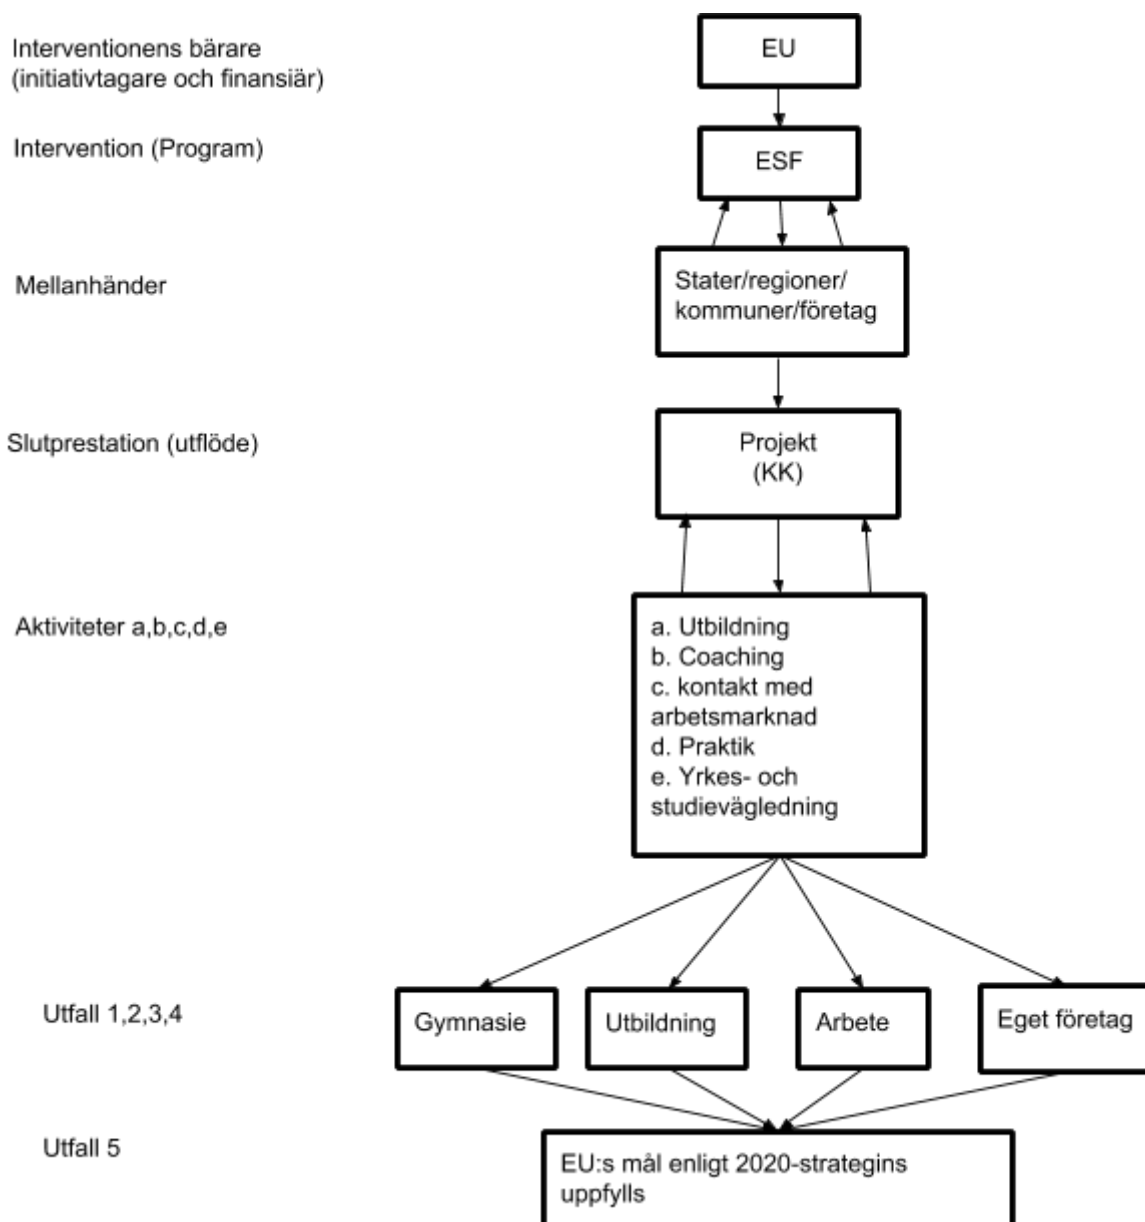 Interventionens bärare
(initiativtagare och finansiär)
EU
Intervention (Program)
ESF
Mellanhänder
Stater/regioner/
kommuner/företag
Slutprestation (utflöde)
Projekt
(KK)
Aktiviteter a,b,c,d,e
a. Utbildning
b. Coaching
c. kontakt med
arbetsmarknad
d. Praktik
e. Yrkes- och
studievägledning
Utfall 1,2,3,4
Gymnasie
Utbildning
Arbete
Eget företag
Utfall 5
EU:s mål enligt 2020-strategins
uppfylls